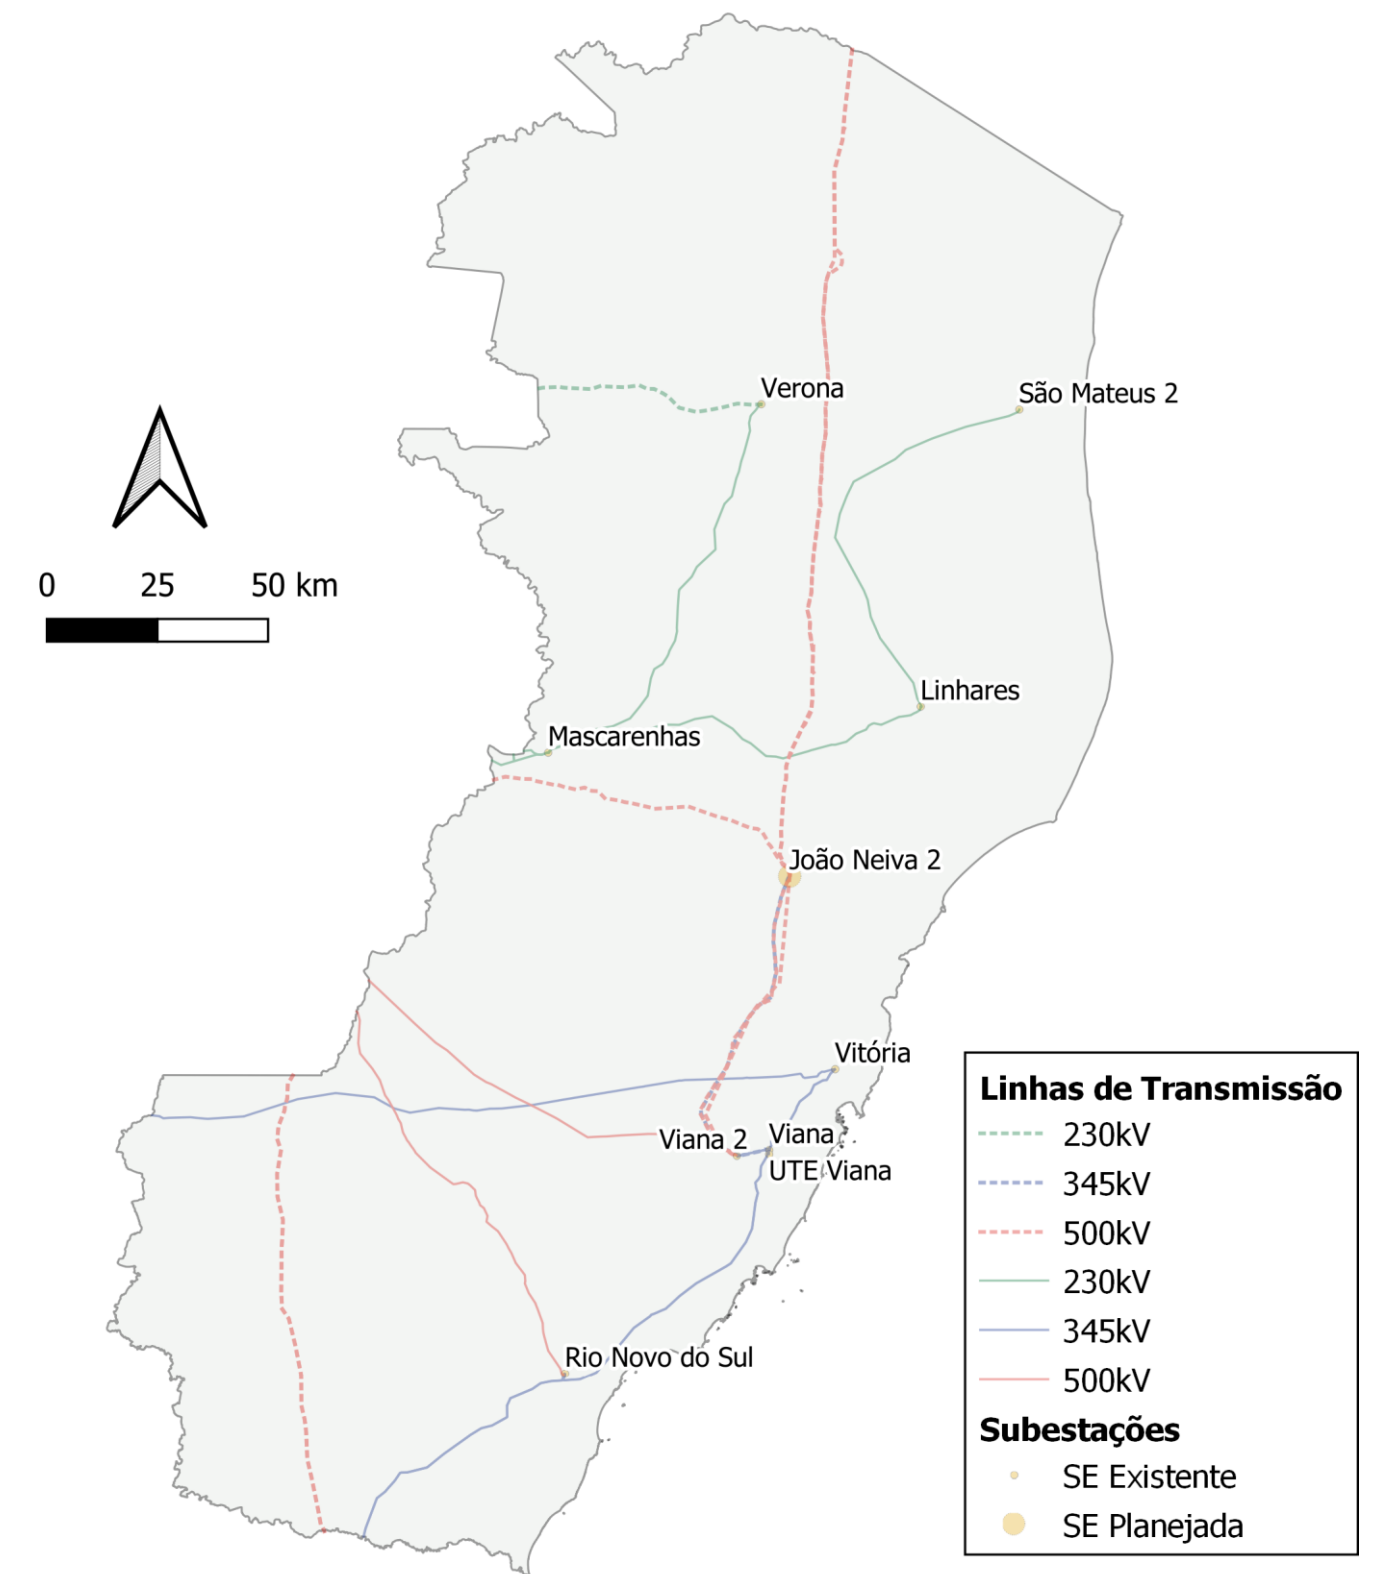 Verona
São Mateus 2
0 25 50 km
Linhares
Mascarenhas
João Neiva 2
Vitória
Viana 2
Viana
UTE Viana
Rio Novo do Sul
Linhas de Transmissão
230kV
345kV
500kV
230kV
345kV
500kV
Subestações
SE Existente
SE Planejada